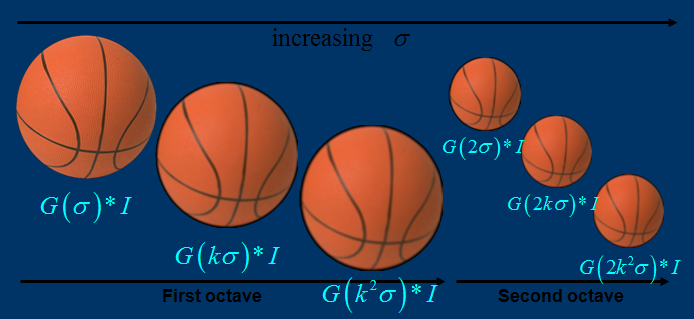 increasing σ
G(σ)*I
G(kσ)*I
G(k²σ)*I
First octave
G(2σ)*I
G(2kσ)*I
G(2k²σ)*I
Second octave